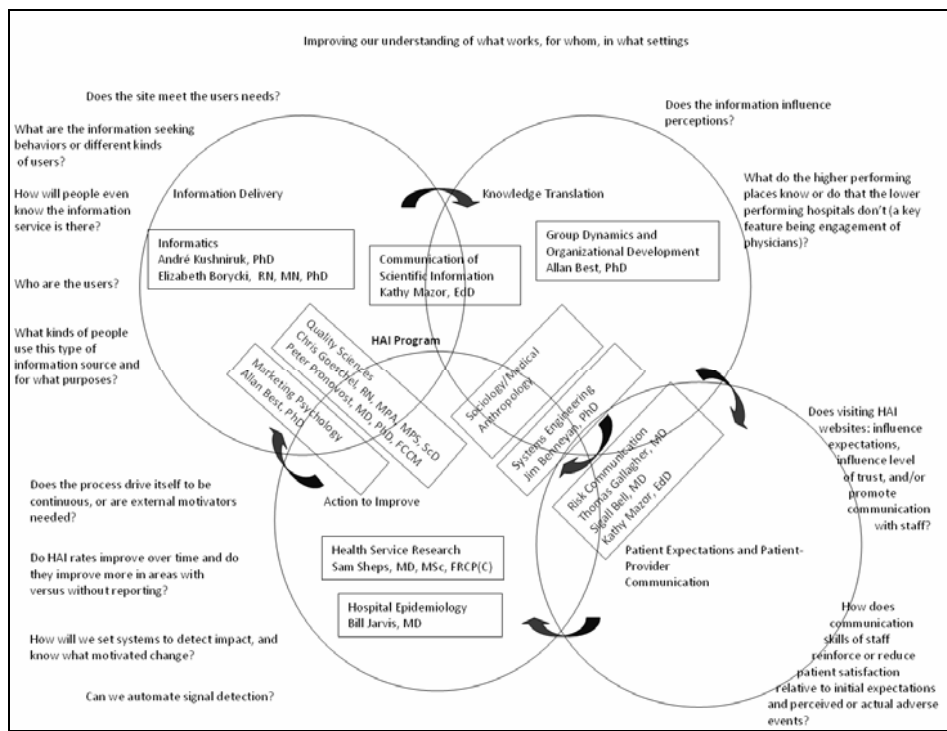 Improving our understanding of what works, for whom, in what settings
Does the site meet the users needs?
What are the information seeking
behaviors or different kinds
of users?
How will people even
know the information
service is there?
Who are the users?
What kinds of people
use this type of
information source and
for what purposes?
Information Delivery
Informatics
André Kushniruk, PhD
Elizabeth Borycki, RN, MN, PhD
Knowledge Translation
Communication of
Scientific Information
Kathy Mazor, EdD
Group Dynamics and
Organizational Development
Allan Best, PhD
Does the information influence
perceptions?
What do the higher performing
places know or do that the lower
performing hospitals don't (a key
feature being engagement of
physicians)?
HAI Program
Quality Sciences
Chris Goeschel, RN, MPA, MPS, ScD
Peter Pronovost, MD, PhD, FCCM
Marketing Psychology
Allan Best, PhD
Sociology/Medical
Anthropology
Systems Engineering
Jim Benneyan, PhD
Risk Communication
Thomas Gallagher, MD
Sigall Bell, MD
Kathy Mazor, EdD
Does visiting HAI
websites: influence
expectations,
influence level
of trust, and/or
promote
communication
with staff?
Does the process drive itself to be
continuous, or are external motivators
needed?
Do HAI rates improve over time and do
they improve more in areas with
versus without reporting?
How will we set systems to detect impact, and
know what motivated change?
Can we automate signal detection?
Action to Improve
Health Service Research
Sam Sheps, MD, MSc, FRCP(C)
Hospital Epidemiology
Bill Jarvis, MD
Patient Expectations and Patient-
Provider
Communication
How does
communication
skills of staff
reinforce or reduce
patient satisfaction
relative to initial expectations
and perceived or actual adverse
events?